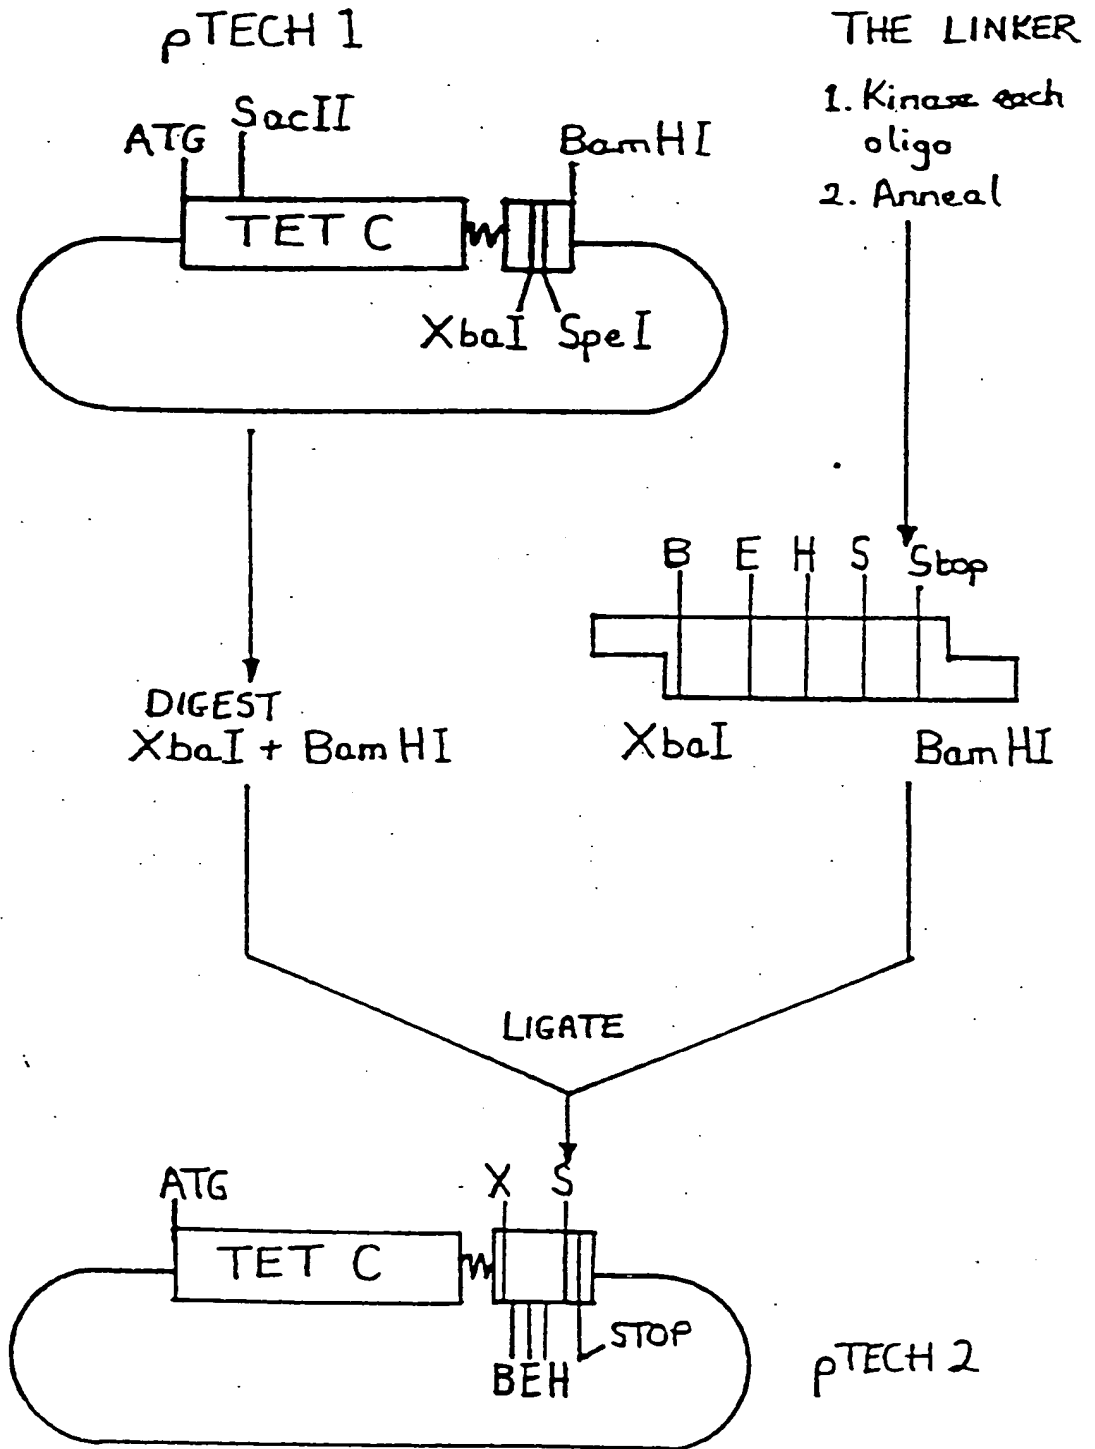 pTECH 1
THE LINKER
1. Kinase each
oligo
2. Anneal
ATG
SacII
BamHI
TET C
XbaI SpeI
B E H S Stop
XbaI BamHI
DIGEST
XbaI + BamHI
LIGATE
ATG
X S
TET C
BEH
STOP
pTECH 2